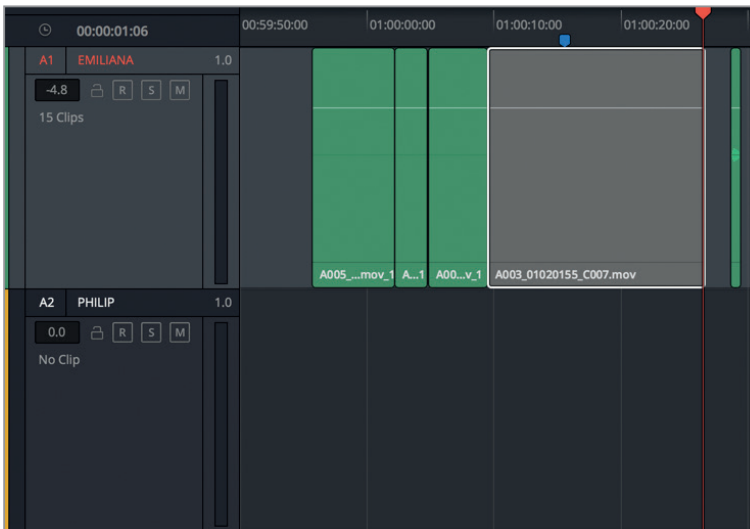 00:00:01:06 00:59:50:00 01:00:00:00 01:00:10:00 01:00:20:00
A1 EMILIANA 1.0
-4.8 R S M
15 Clips
A005_...mov_1 A...1 A00...v_1 A003_01020155_C007.mov
A2 PHILIP 1.0
0.0 R S M
No Clip